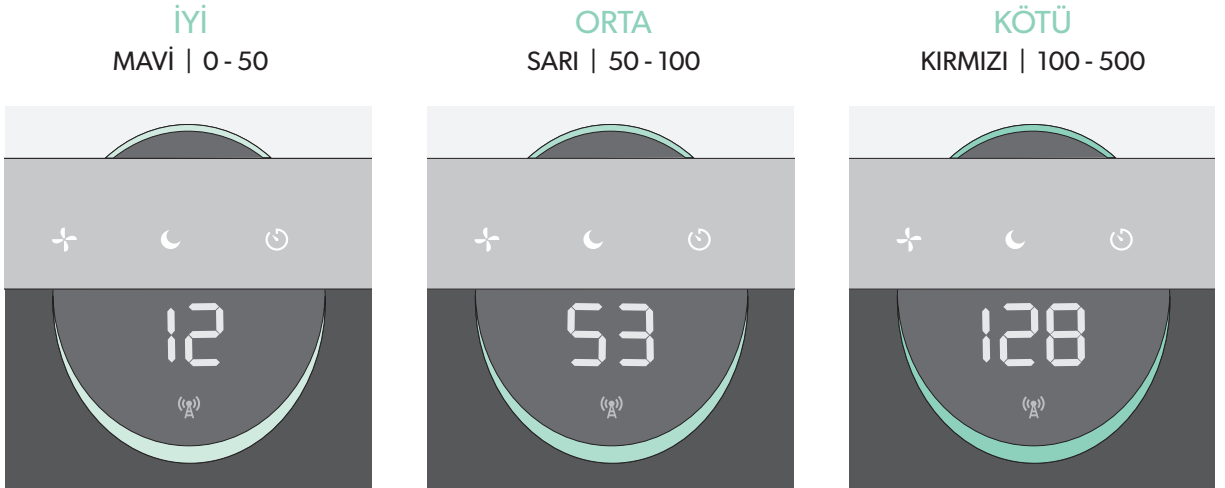 İYİ
MAVİ | 0 - 50
12
ORTA
SARI | 50 - 100
53
KÖTÜ
KIRMIZI | 100 - 500
128